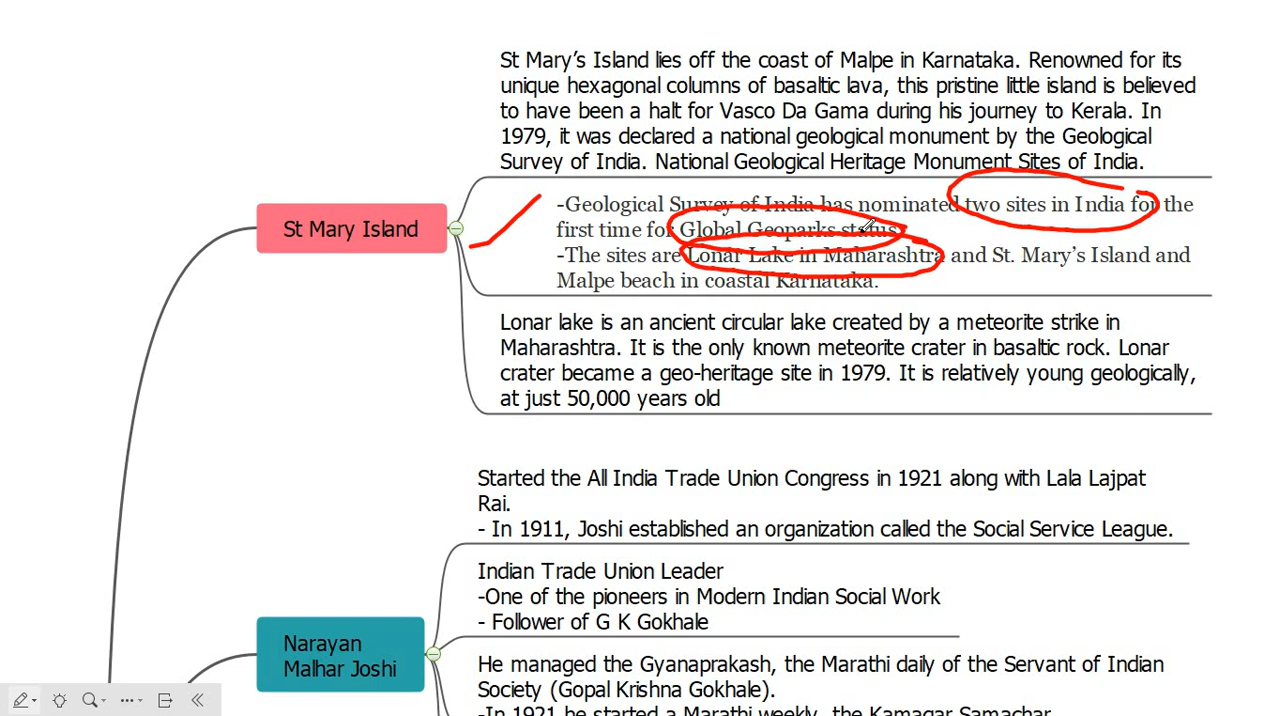 St Mary's Island lies off the coast of Malpe in Karnataka. Renowned for its
unique hexagonal columns of basaltic lava, this pristine little island is believed
to have been a halt for Vasco Da Gama during his journey to Kerala. In
1979, it was declared a national geological monument by the Geological
Survey of India. National Geological Heritage Monument Sites of India.
St Mary Island
-Geological Survey of India has nominated two sites in India for the
first time for Global Geoparks status.
-The sites are Lonar Lake in Maharashtra and St. Mary's Island and
Malpe beach in coastal Karnataka.
Lonar lake is an ancient circular lake created by a meteorite strike in
Maharashtra. It is the only known meteorite crater in basaltic rock. Lonar
crater became a geo-heritage site in 1979. It is relatively young geologically,
at just 50,000 years old
Started the All India Trade Union Congress in 1921 along with Lala Lajpat
Rai.
- In 1911, Joshi established an organization called the Social Service League.
Indian Trade Union Leader
-One of the pioneers in Modern Indian Social Work
- Follower of G K Gokhale
Narayan
Malhar Joshi
He managed the Gyanaprakash, the Marathi daily of the Servant of Indian
Society (Gopal Krishna Gokhale).
-In 1921 he started a Marathi weekly, the Kamagar Samachar